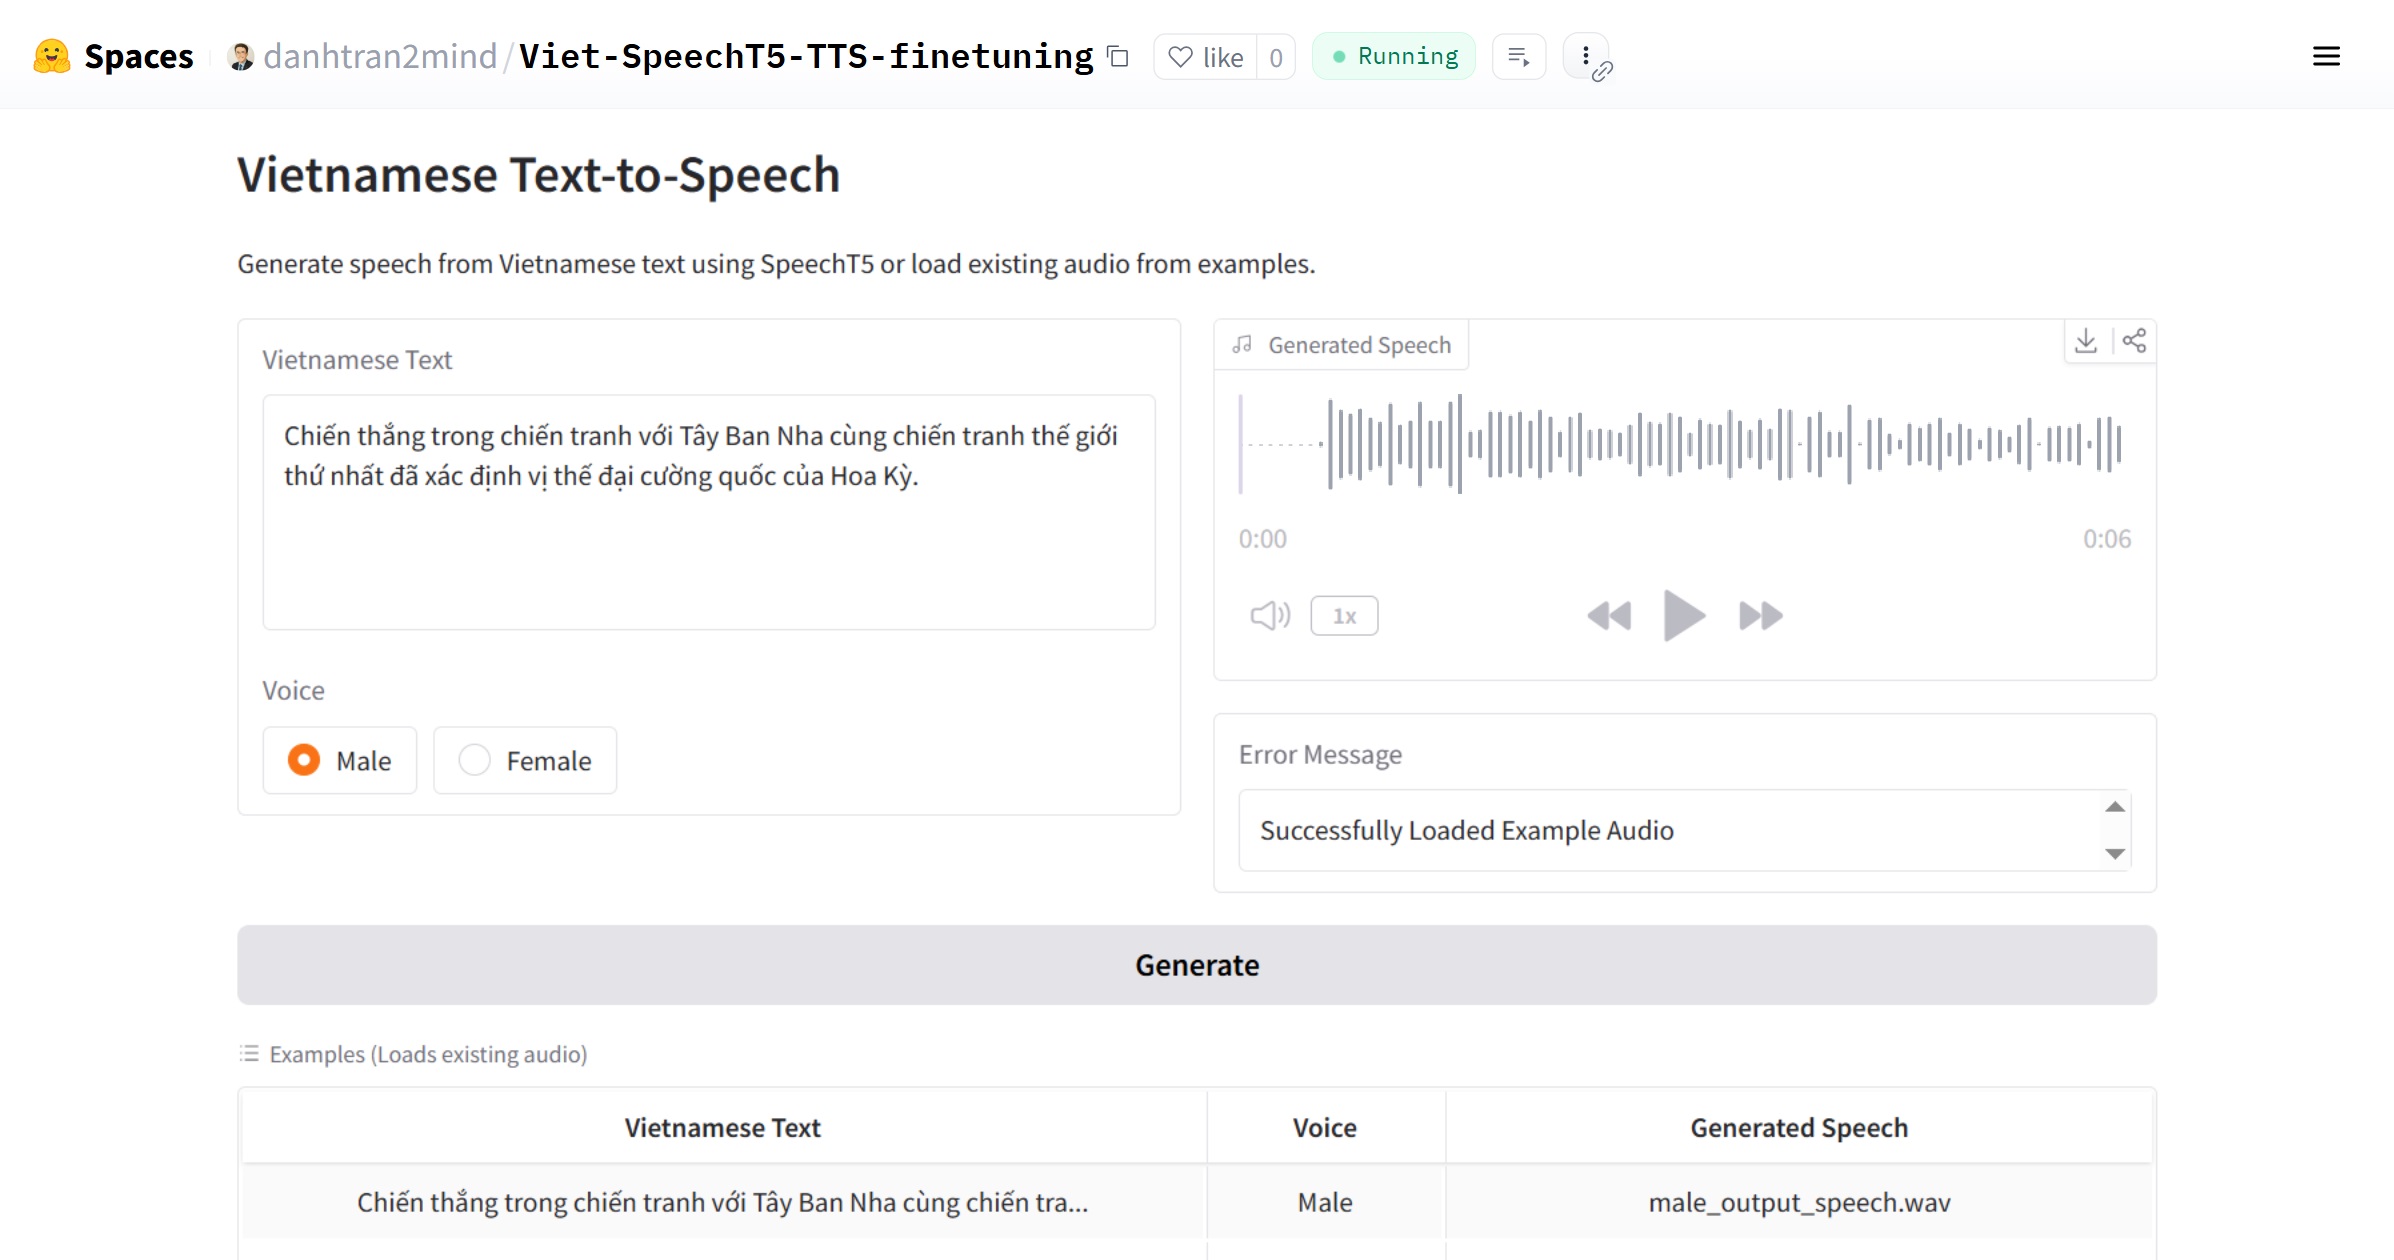 Spaces danhtran2mind/Viet-SpeechT5-TTS-finetuning like 0 Running
Vietnamese Text-to-Speech
Generate speech from Vietnamese text using SpeechT5 or load existing audio from examples.
Vietnamese Text
Chiến thắng trong chiến tranh với Tây Ban Nha cùng chiến tranh thế giới
thứ nhất đã xác định vị thế đại cường quốc của Hoa Kỳ.
Voice
Male Female
Generated Speech
0:00 0:06
1x
Error Message
Successfully Loaded Example Audio
Generate
Examples (Loads existing audio)
Vietnamese Text Voice Generated Speech
Chiến thắng trong chiến tranh với Tây Ban Nha cùng chiến tra... Male male_output_speech.wav